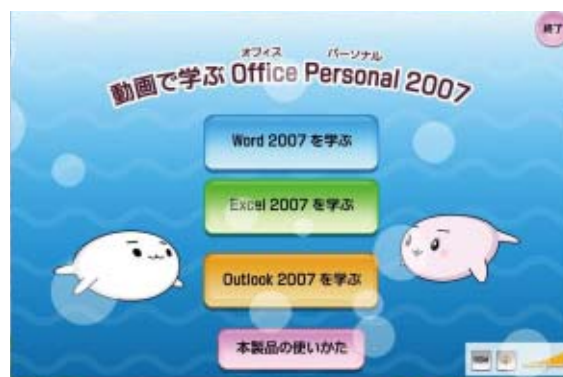 終了
オフィス パーソナル
動画で学ぶ Office Personal 2007
Word 2007 を学ぶ
Excel 2007 を学ぶ
Outlook 2007 を学ぶ
本製品の使いかた